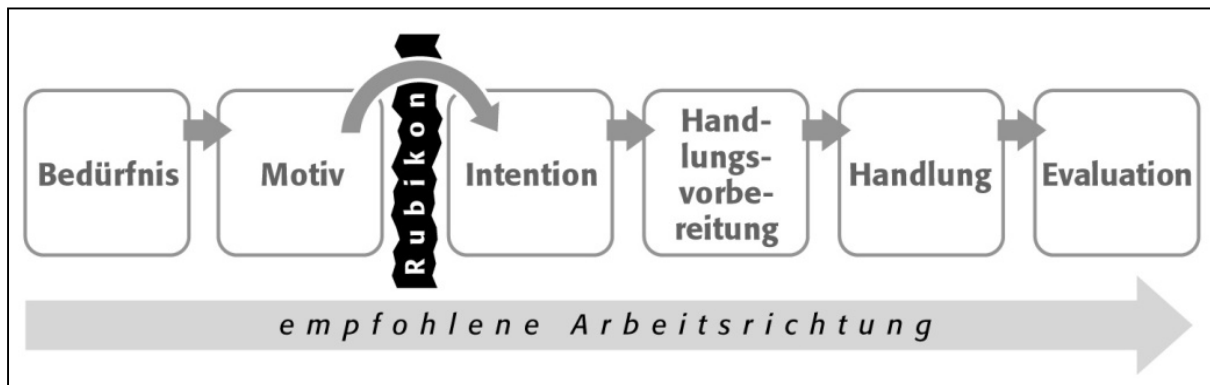 Bedürfnis
Motiv
Rubikon
Intention
Hand-
lungs-
vorbe-
reitung
Handlung
Evaluation
empfohlene Arbeitsrichtung